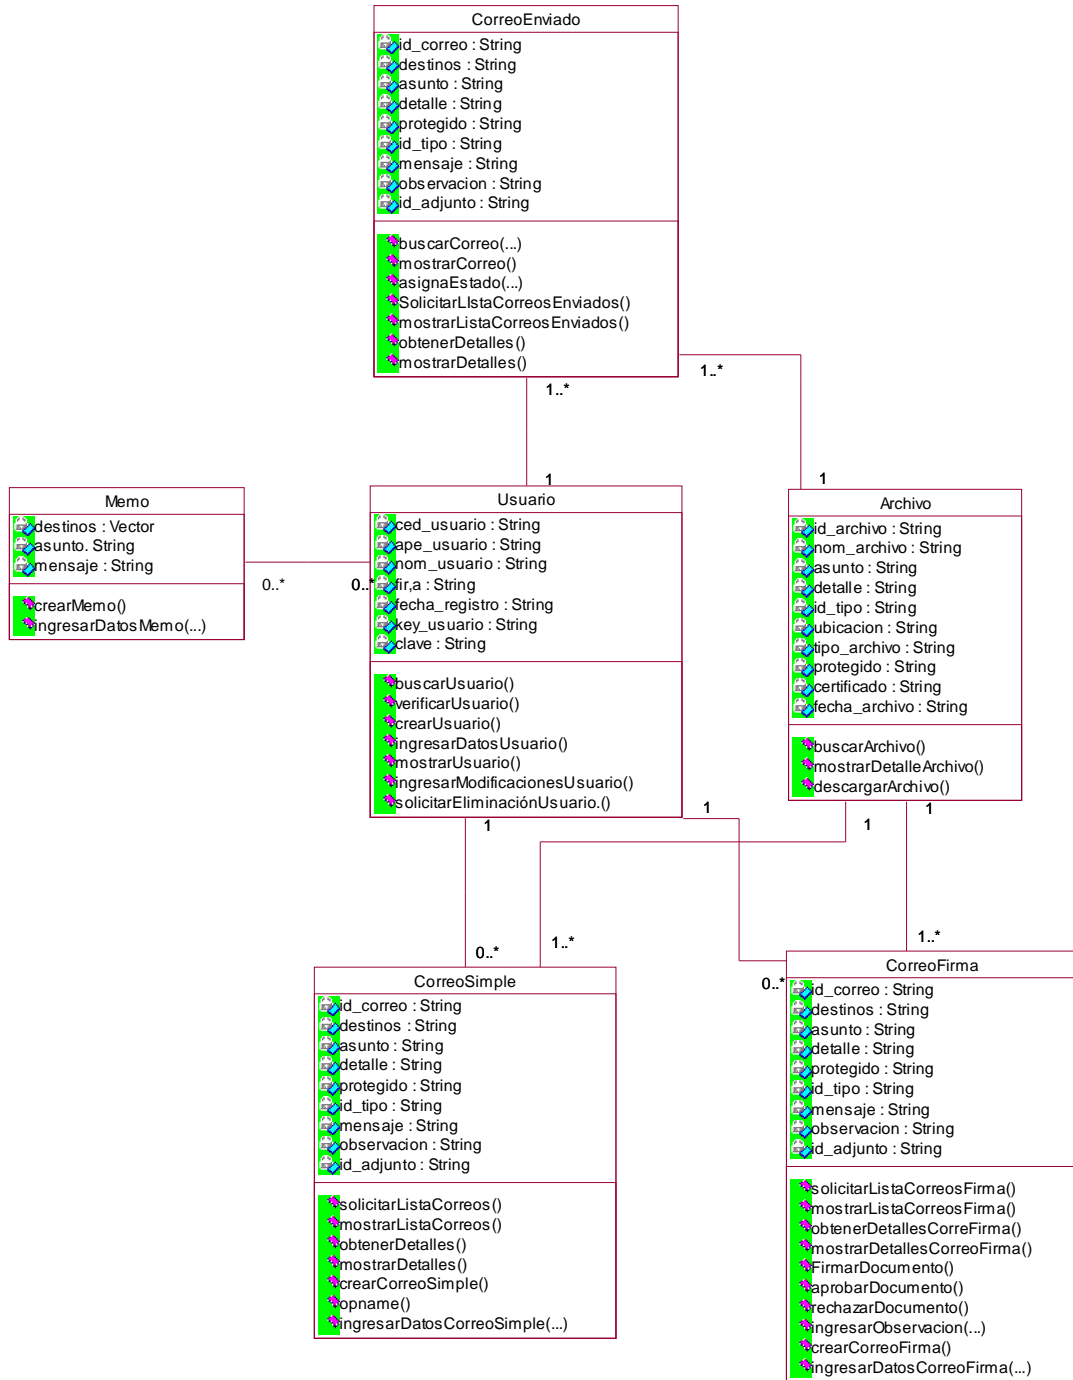 CorreoEnviado
id_correo : String
destinos : String
asunto : String
detalle : String
protegido : String
id_tipo : String
mensaje : String
observacion : String
id_adjunto : String
buscarCorreo(...)
mostrarCorreo()
asignaEstado(...)
SolicitarLIstaCorreosEnviados()
mostrarListaCorreosEnviados()
obtenerDetalles()
mostrarDetalles()
1..*
1..*
1
1
Memo
destinos : Vector
asunto. String
mensaje : String
crearMemo()
ingresarDatosMemo(...)
0..*
0..*
Usuario
ced_usuario : String
ape_usuario : String
nom_usuario : String
fir,a : String
fecha_registro : String
key_usuario : String
clave : String
buscarUsuario()
verificarUsuario()
crearUsuario()
ingresarDatosUsuario()
mostrarUsuario()
ingresarModificacionesUsuario()
solicitarEliminaciónUsuario.()
Archivo
id_archivo : String
nom_archivo : String
asunto : String
detalle : String
id_tipo : String
ubicacion : String
tipo_archivo : String
protegido : String
certificado : String
fecha_archivo : String
buscarArchivo()
mostrarDetalleArchivo()
descargarArchivo()
1
1
1
1
0..*
1..*
1..*
0..*
CorreoSimple
id_correo : String
destinos : String
asunto : String
detalle : String
protegido : String
id_tipo : String
mensaje : String
observacion : String
id_adjunto : String
solicitarListaCorreos()
mostrarListaCorreos()
obtenerDetalles()
mostrarDetalles()
crearCorreoSimple()
opname()
ingresarDatosCorreoSimple(...)
CorreoFirma
id_correo : String
destinos : String
asunto : String
detalle : String
protegido : String
id_tipo : String
mensaje : String
observacion : String
id_adjunto : String
solicitarListaCorreosFirma()
mostrarListaCorreosFirma()
obtenerDetallesCorreFirma()
mostrarDetallesCorreoFirma()
FirmarDocumento()
aprobarDocumento()
rechazarDocumento()
ingresarObservacion(...)
crearCorreoFirma()
ingresarDatosCorreoFirma(...)